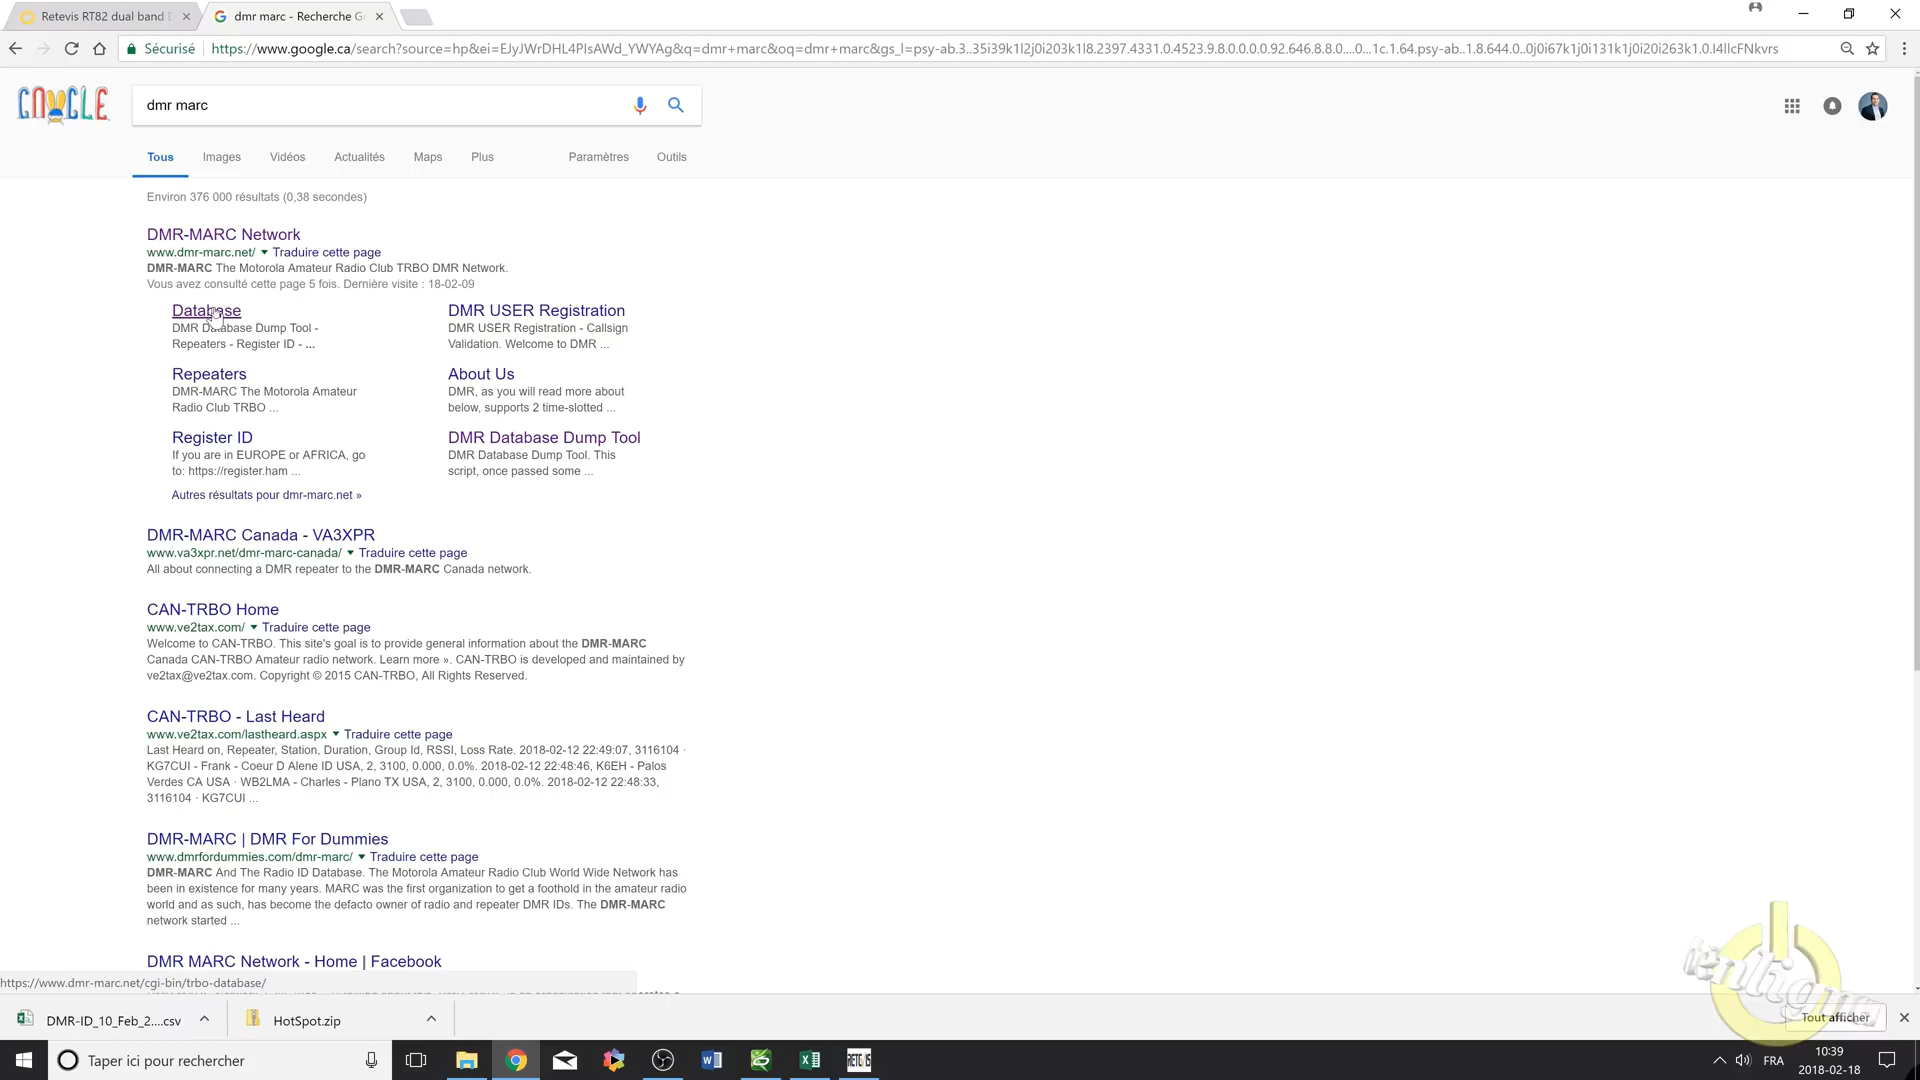 Retevis RT82 dual band
dmr marc - Recherche G
Sécurisé
https://www.google.ca/search?source=hp&ei=EJyJWrDHL4PIsAWd_YWYAg&q=dmr+marc&oq=dmr+marc&gs_l=psy-ab.3..35i39k1l2j0i203k1l8.2397.4331.0.4523.9.8.0.0.0.0.92.646.8.8.0....0...1c.1.64.psy-ab..1.8.644.0..0j0i67k1j0i131k1j0i20i263k1.0.I4IlcFNkvrs
dmr marc
Tous Images Vidéos Actualités Maps Plus Paramètres Outils
Environ 376 000 résultats (0,38 secondes)
DMR-MARC Network
www.dmr-marc.net/ Traduire cette page
DMR-MARC The Motorola Amateur Radio Club TRBO DMR Network.
Vous avez consulté cette page 5 fois. Dernière visite : 18-02-09
Database
DMR Database Dump Tool -
Repeaters - Register ID - ...
DMR USER Registration
DMR USER Registration - Callsign
Validation. Welcome to DMR ...
Repeaters
DMR-MARC The Motorola Amateur
Radio Club TRBO ...
About Us
DMR, as you will read more about
below, supports 2 time-slotted ...
Register ID
If you are in EUROPE or AFRICA, go
to: https://register.ham ...
DMR Database Dump Tool
DMR Database Dump Tool. This
script, once passed some ...
Autres résultats pour dmr-marc.net »
DMR-MARC Canada - VA3XPR
www.va3xpr.net/dmr-marc-canada/ Traduire cette page
All about connecting a DMR repeater to the DMR-MARC Canada network.
CAN-TRBO Home
www.ve2tax.com/ Traduire cette page
Welcome to CAN-TRBO. This site's goal is to provide general information about the DMR-MARC
Canada CAN-TRBO Amateur radio network. Learn more ». CAN-TRBO is developed and maintained by
ve2tax@ve2tax.com. Copyright © 2015 CAN-TRBO, All Rights Reserved.
CAN-TRBO - Last Heard
www.ve2tax.com/lastheard.aspx Traduire cette page
Last Heard on, Repeater, Station, Duration, Group Id, RSSI, Loss Rate. 2018-02-12 22:49:07, 3116104 ·
KG7CUI - Frank - Coeur D Alene ID USA, 2, 3100, 0.000, 0.0%. 2018-02-12 22:48:46, K6EH - Palos
Verdes CA USA · WB2LMA - Charles - Plano TX USA, 2, 3100, 0.000, 0.0%. 2018-02-12 22:48:33,
3116104 · KG7CUI ...
DMR-MARC | DMR For Dummies
www.dmrfordummies.com/dmr-marc/ Traduire cette page
DMR-MARC And The Radio ID Database. The Motorola Amateur Radio Club World Wide Network has
been in existence for many years. MARC was the first organization to get a foothold in the amateur radio
world and as such, has become the defacto owner of radio and repeater DMR IDs. The DMR-MARC
network started ...
DMR MARC Network - Home | Facebook
https://www.dmr-marc.net/cgi-bin/trbo-database/
DMR-ID_10_Feb_2....csv
HotSpot.zip
Tout afficher
Taper ici pour rechercher
RETEVIS
FRA
10:39
2018-02-18